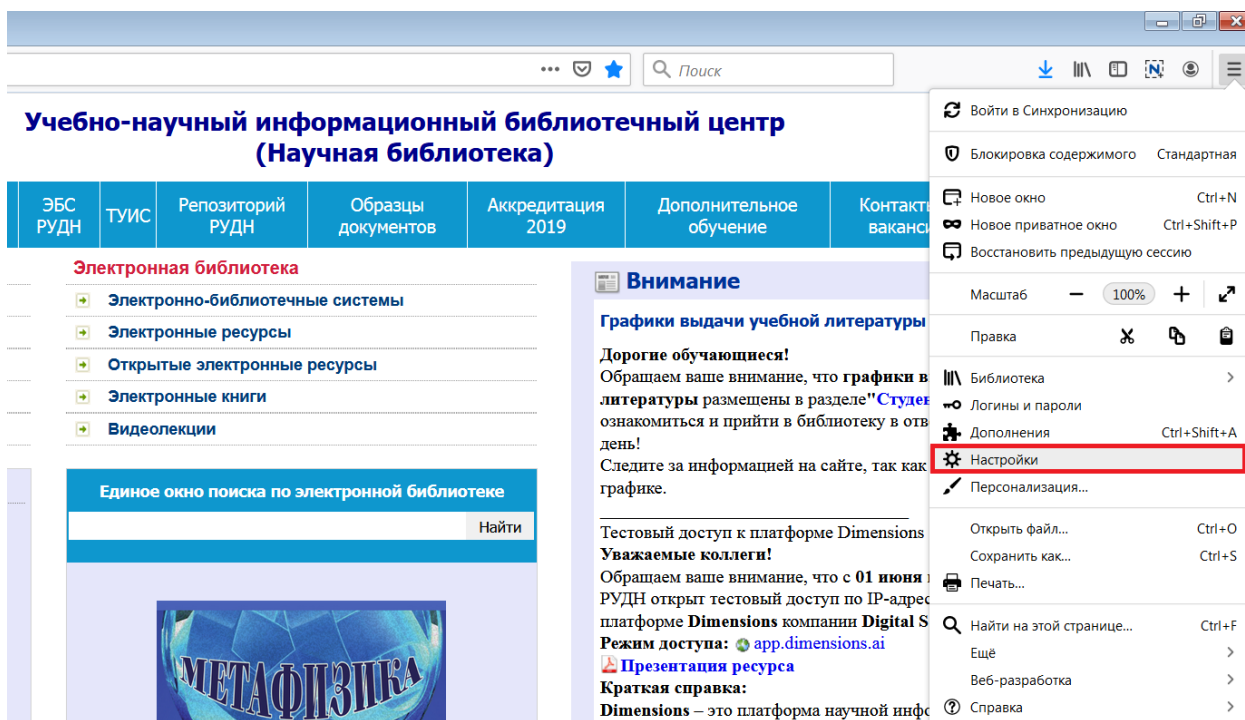 Поиск
Учебно-научный информационный библиотечный центр
(Научная библиотека)
ЭБС РУДН
ТУИС
Репозиторий РУДН
Образцы документов
Аккредитация 2019
Дополнительное обучение
Контакты
ваканси
Электронная библиотека
Электронно-библиотечные системы
Электронные ресурсы
Открытые электронные ресурсы
Электронные книги
Видеолекции
Единое окно поиска по электронной библиотеке
Найти
МЕТАФИЗИКА
Внимание
Графики выдачи учебной литературы
Дорогие обучающиеся!
Обращаем ваше внимание, что графики в
литературы размещены в разделе"Студен
ознакомиться и прийти в библиотеку в отв
день!
Следите за информацией на сайте, так как
графике.
Тестовый доступ к платформе Dimensions
Уважаемые коллеги!
Обращаем ваше внимание, что с 01 июня
РУДН открыт тестовый доступ по IP-адрес
платформе Dimensions компании Digital S
Режим доступа: app.dimensions.ai
Презентация ресурса
Краткая справка:
Dimensions – это платформа научной инфо
Войти в Синхронизацию
Блокировка содержимого Стандартная
Новое окно Ctrl+N
Новое приватное окно Ctrl+Shift+P
Восстановить предыдущую сессию
Масштаб 100%
Правка
Библиотека
Логины и пароли
Дополнения Ctrl+Shift+A
Настройки
Персонализация...
Открыть файл... Ctrl+O
Сохранить как... Ctrl+S
Печать...
Найти на этой странице... Ctrl+F
Ещё
Веб-разработка
Справка